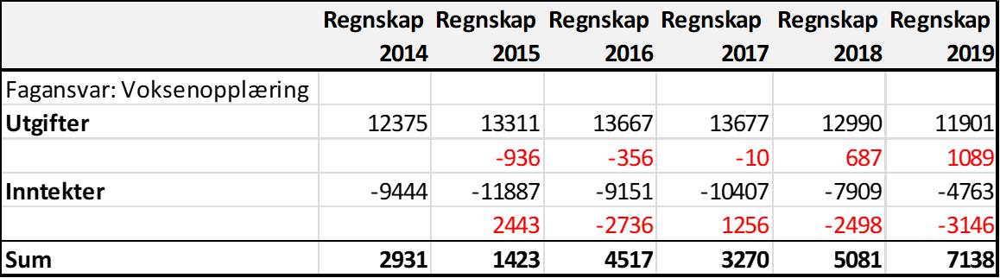 Regnskap Regnskap Regnskap Regnskap Regnskap Regnskap
2014 2015 2016 2017 2018 2019
Fagansvar: Voksenopplæring
Utgifter 12375 13311 13667 13677 12990 11901
-936 -356 -10 687 1089
Inntekter -9444 -11887 -9151 -10407 -7909 -4763
2443 -2736 1256 -2498 -3146
Sum 2931 1423 4517 3270 5081 7138